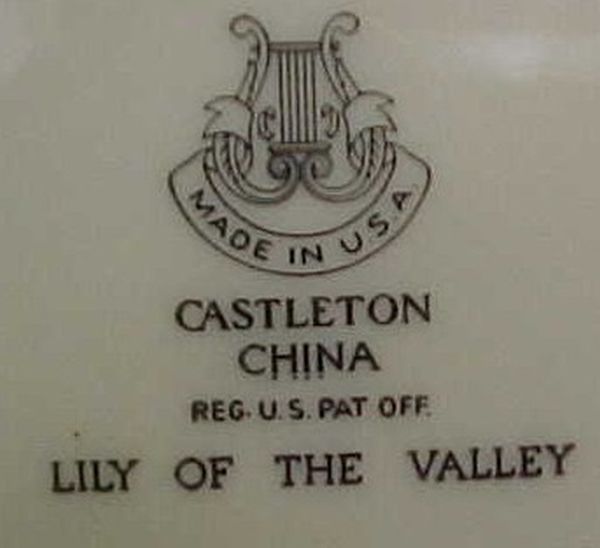 MADE IN U.S.A.
CASTLETON
CHINA
REG. U.S. PAT OFF.
LILY OF THE VALLEY